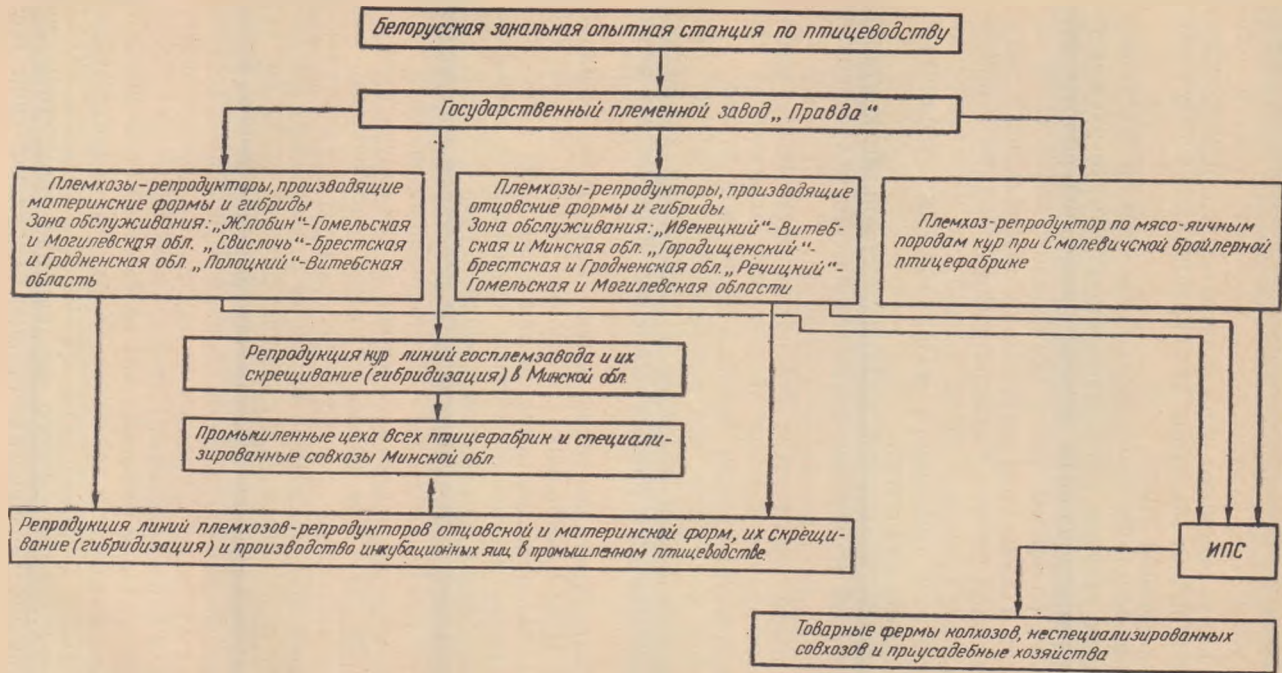 Белорусская зональная опытная станция по птицеводству
Государственный племенной завод „Правда“
Племхозы-репродукторы, производящие
материнские формы и гибриды
Зона обслуживания: „Жлобин“-Гомельская
и Могилевская обл. „Свислочь“-Брестская
и Гродненская обл. „Полоцкий“-Витебская
область
Племхозы-репродукторы, производящие
отцовские формы и гибриды.
Зона обслуживания: „Ивенецкий“-Витеб-
ская и Минская обл. „Городищенский“-
Брестская и Гродненская обл. „Речицкий“-
Гомельская и Могилевская области
Племхоз-репродуктор по мясо-яичным
породам кур при Смолевичской бройлерной
птицефабрике
Репродукция кур линий госплемзавода и их
скрещивание (гибридизация) в Минской обл.
Промышленные цеха всех птицефабрик и специали-
зированные совхозы Минской обл.
Репродукция линий племхозов-репродукторов отцовской и материнской форм, их скрещи-
вание (гибридизация) и производство инкубационных яиц в промышленном птицеводстве.
ИПС
Товарные фермы колхозов, неспециализированных
совхозов и приусадебные хозяйства